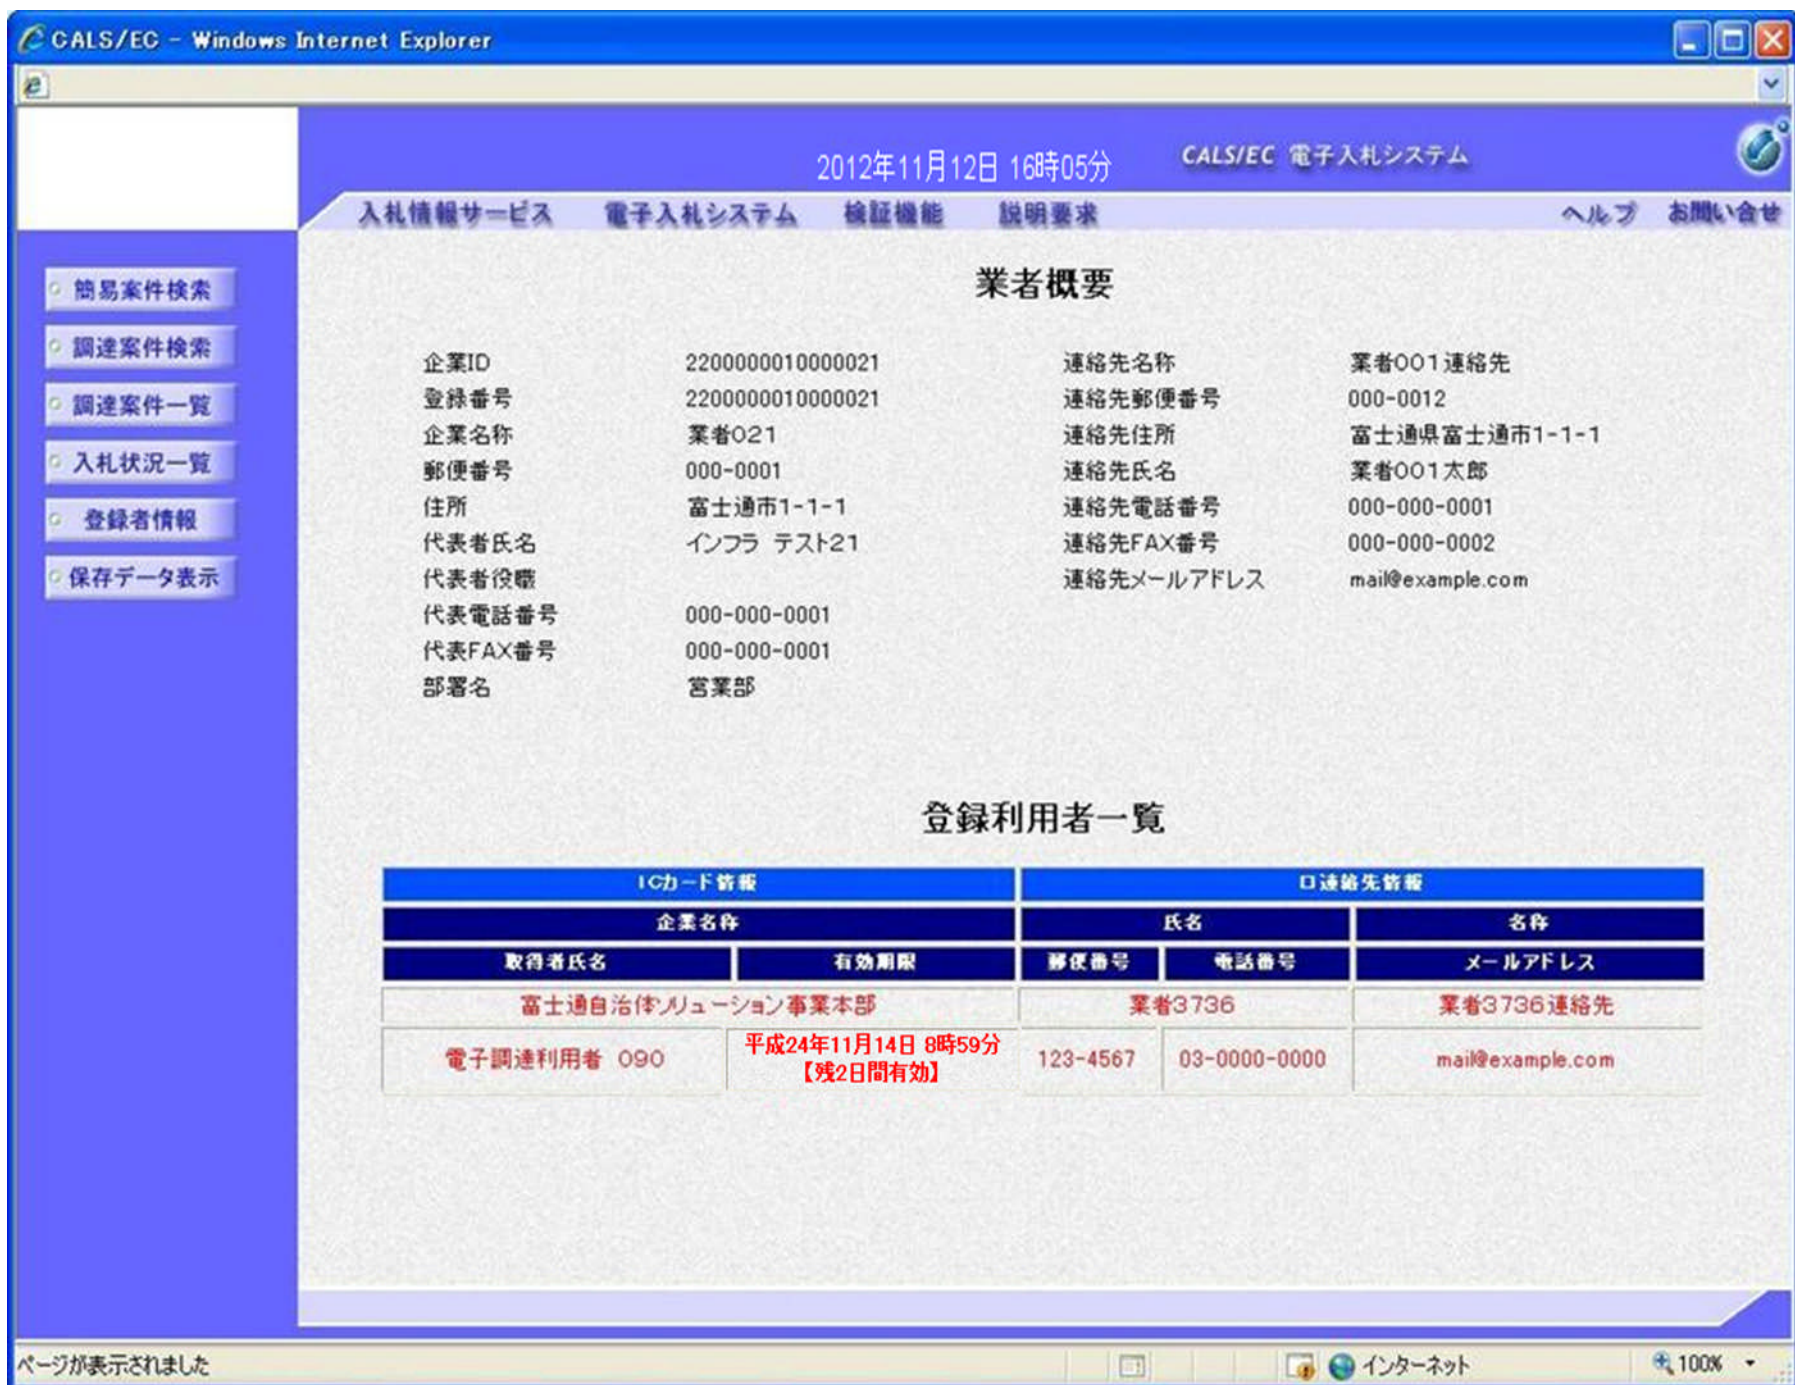 CALS/EC - Windows Internet Explorer
2012年11月12日 16時05分
CALS/EC 電子入札システム
入札情報サービス 電子入札システム 検証機能 説明要求 ヘルプ お問い合せ
簡易案件検索
調達案件検索
調達案件一覧
入札状況一覧
登録者情報
保存データ表示
業者概要
企業ID 2200000010000021 連絡先名称 業者001連絡先
登録番号 2200000010000021 連絡先郵便番号 000-0012
企業名称 業者021 連絡先住所 富士通県富士通市1-1-1
郵便番号 000-0001 連絡先氏名 業者001太郎
住所 富士通市1-1-1 連絡先電話番号 000-000-0001
代表者氏名 インフラ テスト21 連絡先FAX番号 000-000-0002
代表者役職 連絡先メールアドレス mail@example.com
代表電話番号 000-000-0001
代表FAX番号 000-000-0001
部署名 営業部
登録利用者一覧
ICカード情報 ロ連絡先情報
企業名称 氏名 名称
取得者氏名 有効期限 郵便番号 電話番号 メールアドレス
富士通自治体ソリューション事業本部 業者3736 業者3736連絡先
電子調達利用者 090 平成24年11月14日 8時59分 123-4567 03-0000-0000 mail@example.com
【残2日間有効】
ページが表示されました インターネット 100%